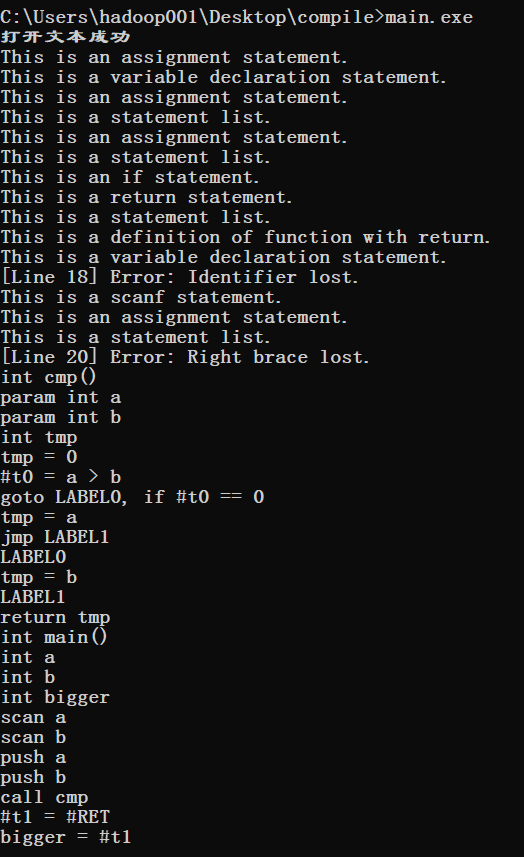 C:\Users\hadoop001\Desktop\compile>main.exe
打开文本成功
This is an assignment statement.
This is a variable declaration statement.
This is an assignment statement.
This is a statement list.
This is an assignment statement.
This is a statement list.
This is an if statement.
This is a return statement.
This is a statement list.
This is a definition of function with return.
This is a variable declaration statement.
[Line 18] Error: Identifier lost.
This is a scanf statement.
This is an assignment statement.
This is a statement list.
[Line 20] Error: Right brace lost.
int cmp()
param int a
param int b
int tmp
tmp = 0
#t0 = a > b
goto LABEL0, if #t0 == 0
tmp = a
jmp LABEL1
LABEL0
tmp = b
LABEL1
return tmp
int main()
int a
int b
int bigger
scan a
scan b
push a
push b
call cmp
#t1 = #RET
bigger = #t1